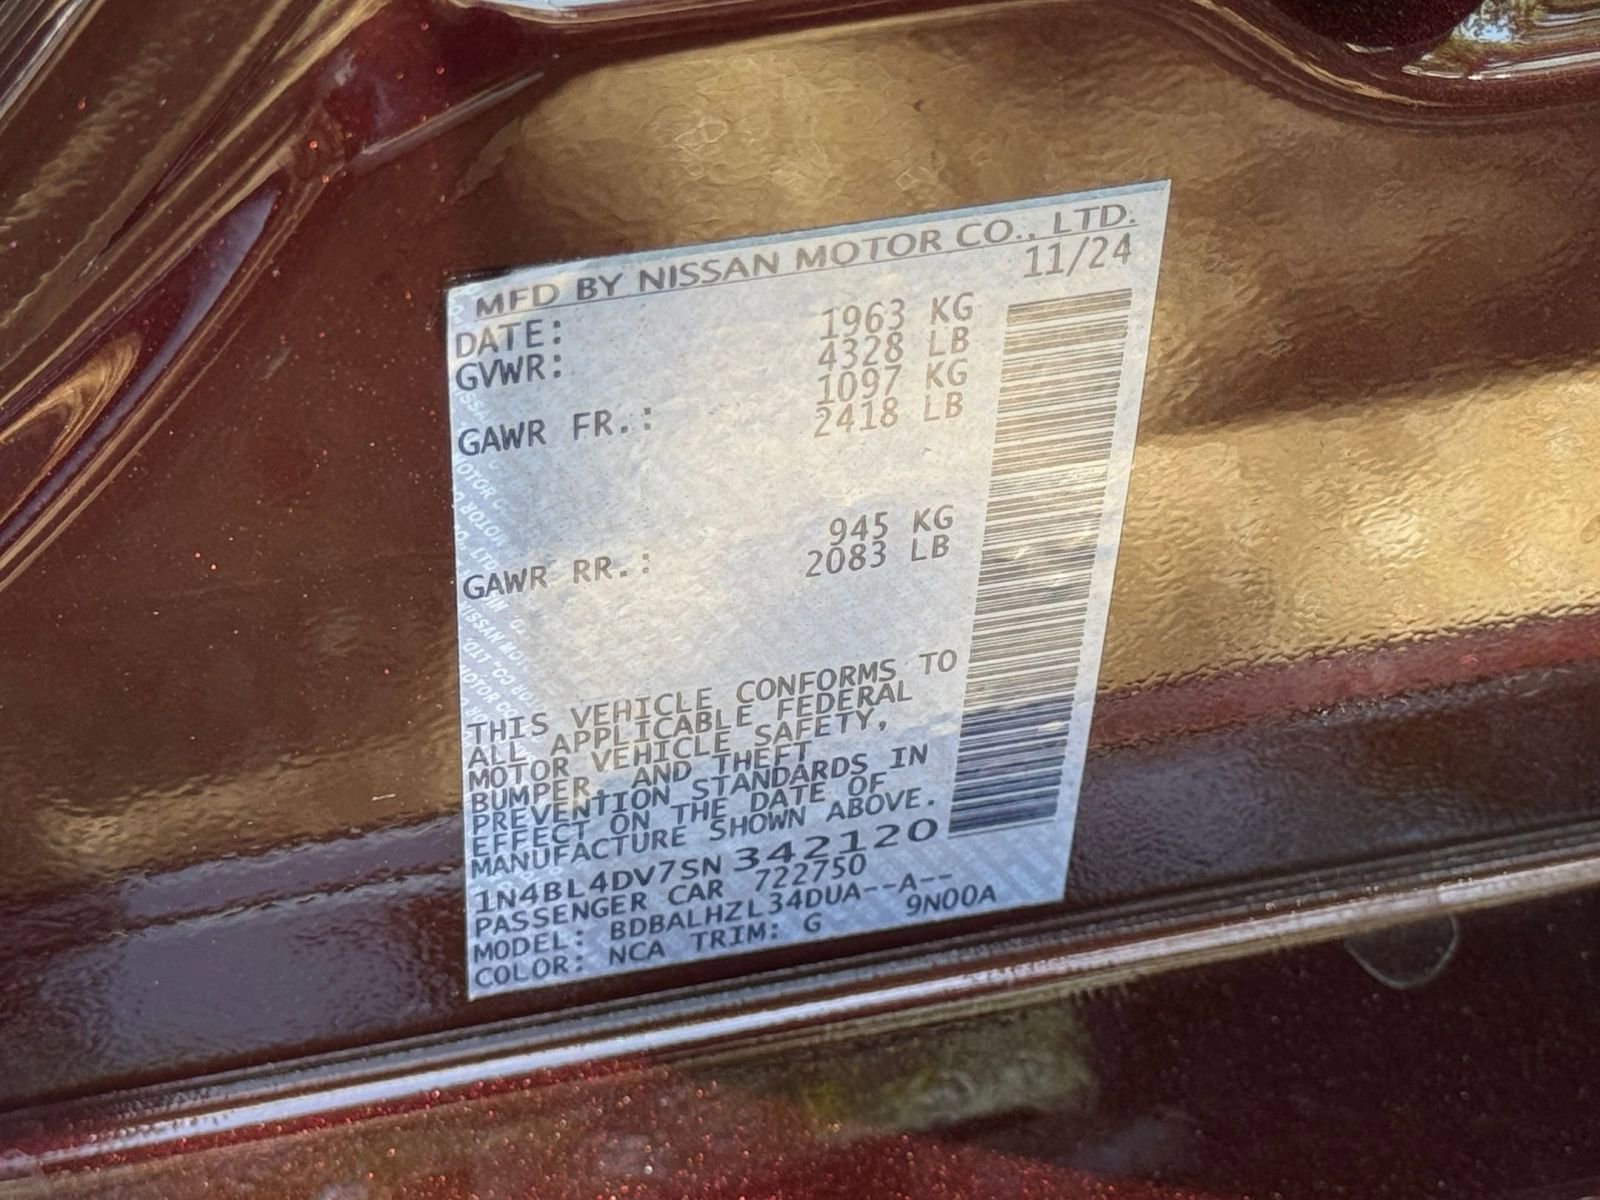 MFD BY NISSAN MOTOR CO., LTD.
DATE: 11/24
GVWR: 1963 KG
4328 LB
GAWR FR.: 1097 KG
2418 LB
GAWR RR.: 945 KG
2083 LB
THIS VEHICLE CONFORMS TO
ALL APPLICABLE FEDERAL
MOTOR VEHICLE SAFETY,
BUMPER, AND THEFT
PREVENTION STANDARDS IN
EFFECT ON THE DATE OF
MANUFACTURE SHOWN ABOVE.
1N4BL4DV7SN342120
PASSENGER CAR 722750
MODEL: BDBALHZL34DUA--A--
COLOR: NCA TRIM: G 9N00A